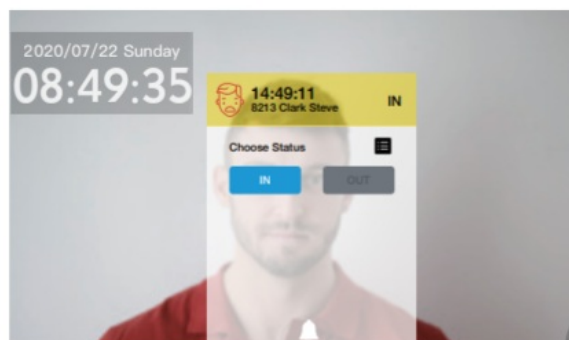 2020/07/22 Sunday
08:49:35
14:49:11
8213 Clark Steve
IN
Choose Status
IN
OUT